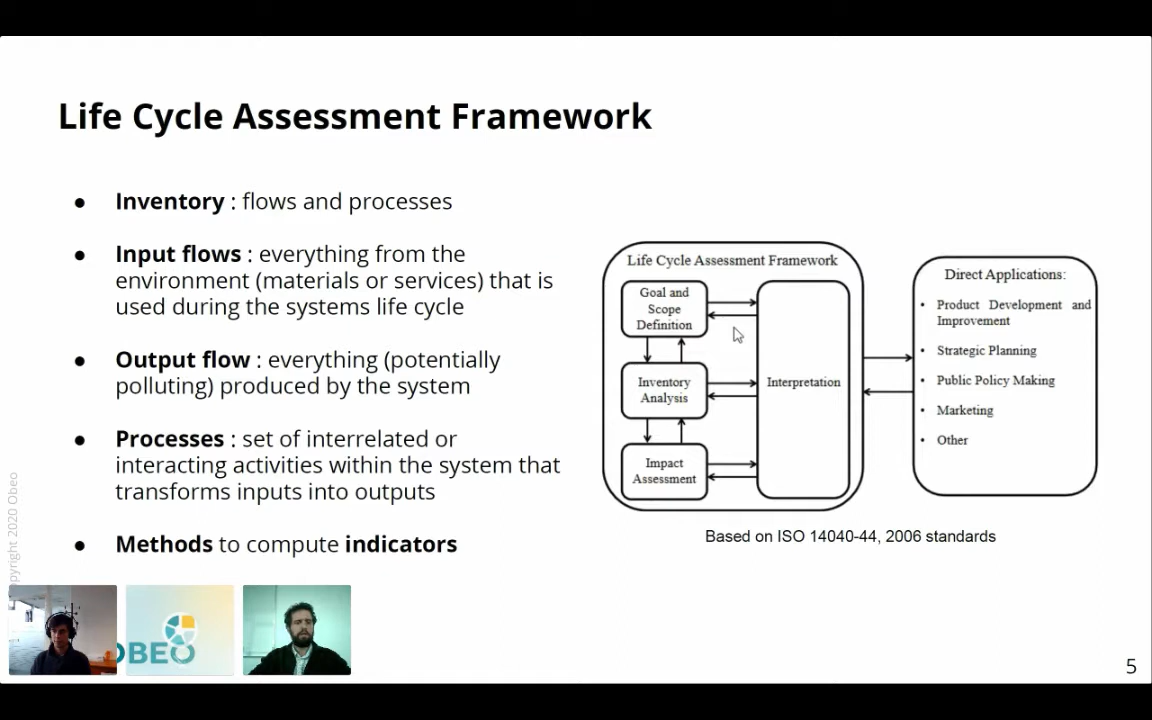 Life Cycle Assessment Framework
● Inventory : flows and processes
● Input flows : everything from the
environment (materials or services) that is
used during the systems life cycle
● Output flow : everything (potentially
polluting) produced by the system
● Processes : set of interrelated or
interacting activities within the system that
transforms inputs into outputs
● Methods to compute indicators
Life Cycle Assessment Framework
Goal and
Scope
Definition
Inventory
Analysis
Impact
Assessment
Interpretation
Direct Applications:
• Product Development and
Improvement
• Strategic Planning
• Public Policy Making
• Marketing
• Other
Based on ISO 14040-44, 2006 standards
opyright 2020 Obeo
OBEO
5